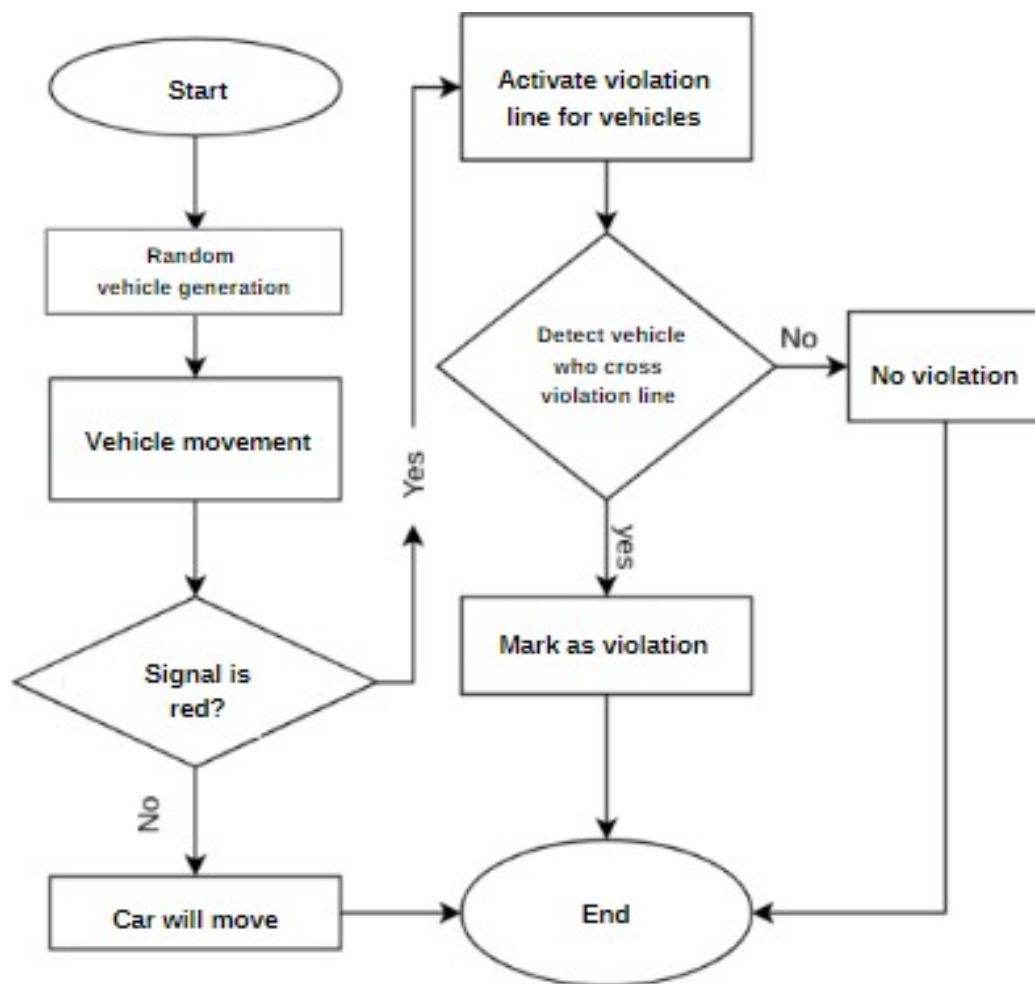 Start
Random
vehicle generation
Vehicle movement
Signal is
red?
No
Car will move
Yes
Activate violation
line for vehicles
Detect vehicle
who cross
violation line
No
No violation
yes
Mark as violation
End